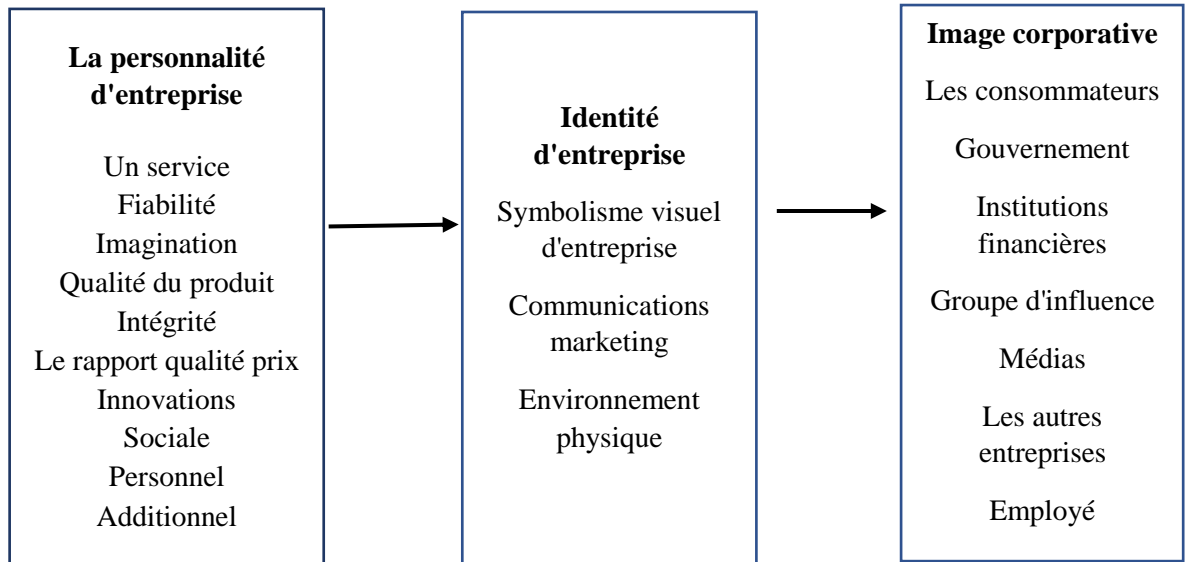 La personnalité
d'entreprise
Un service
Fiabilité
Imagination
Qualité du produit
Intégrité
Le rapport qualité prix
Innovations
Sociale
Personnel
Additionnel
Identité
d'entreprise
Symbolisme visuel
d'entreprise
Communications
marketing
Environnement
physique
Image corporative
Les consommateurs
Gouvernement
Institutions
financières
Groupe d'influence
Médias
Les autres
entreprises
Employé